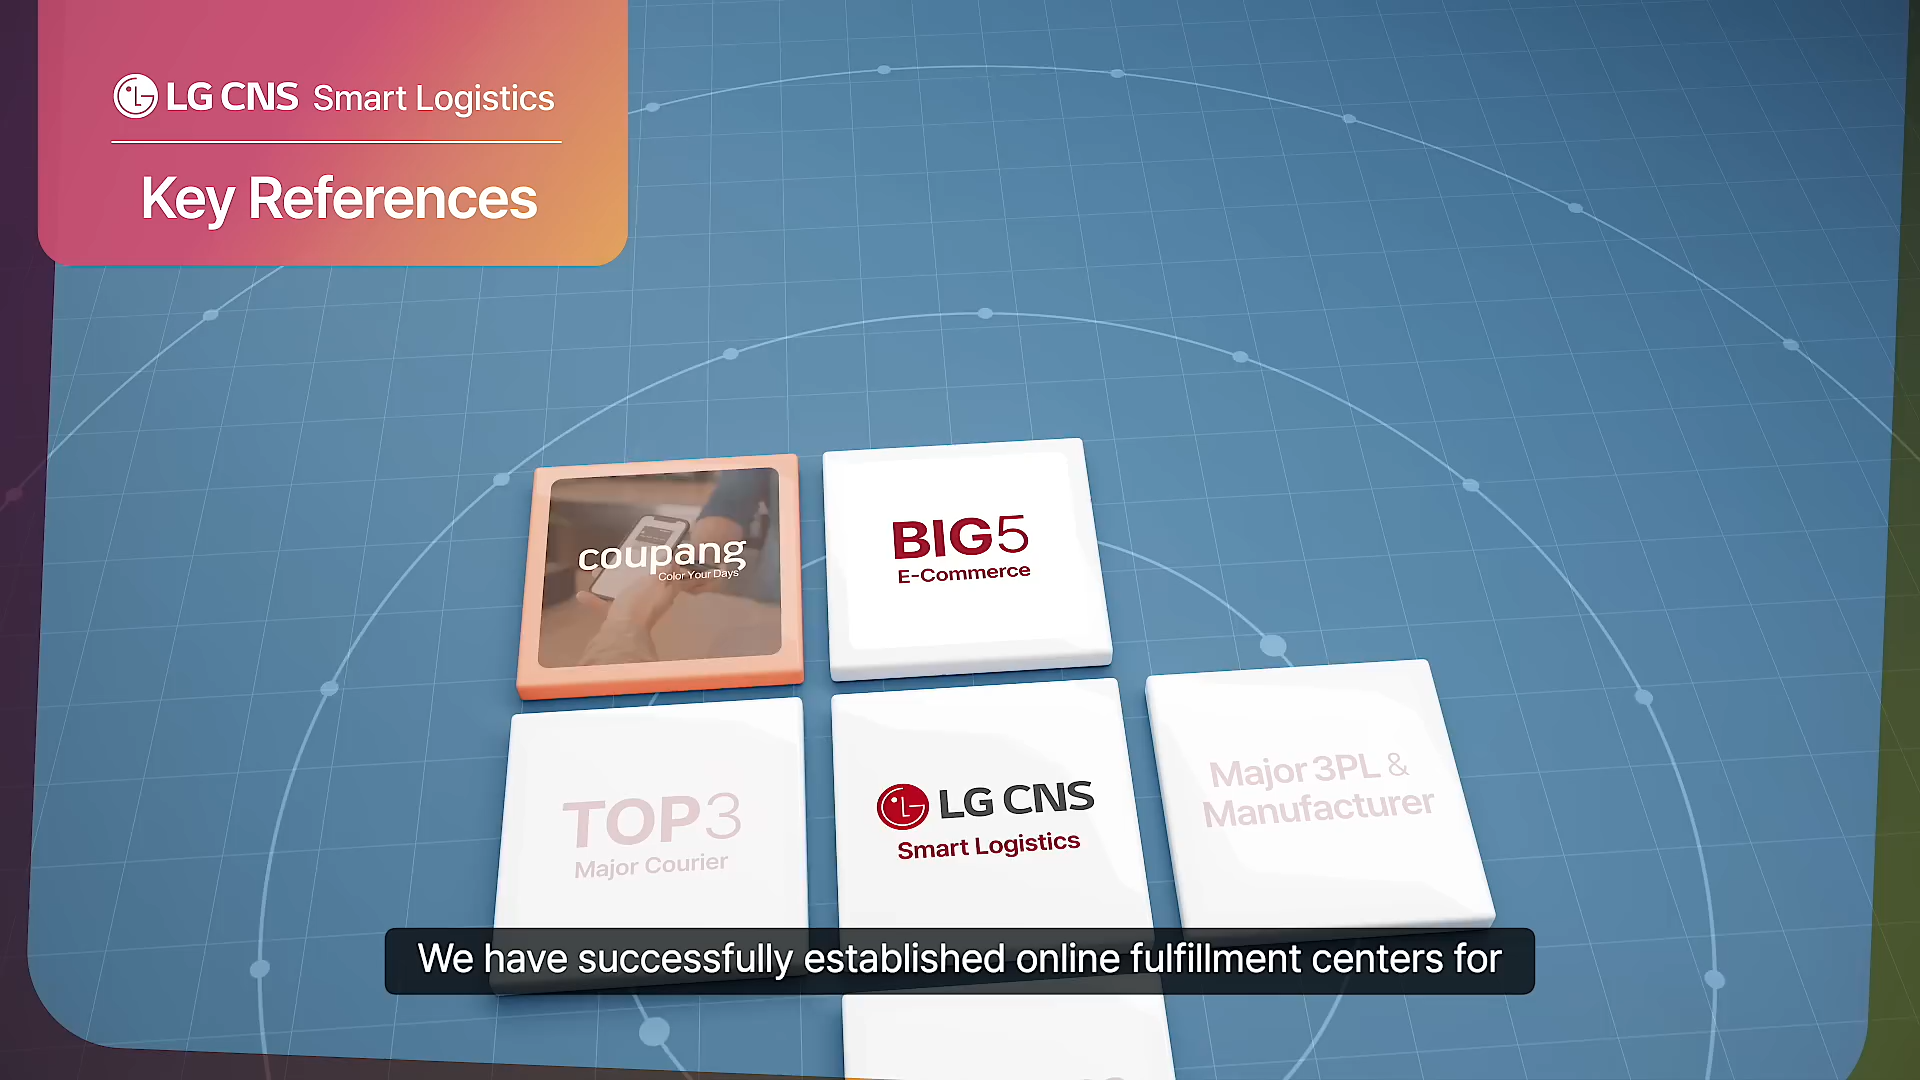 LG CNS Smart Logistics
Key References
coupang
Color Your Days
BIG5
E-Commerce
TOP3
Major Courier
LG CNS
Smart Logistics
Major 3PL &
Manufacturer
We have successfully established online fulfillment centers for